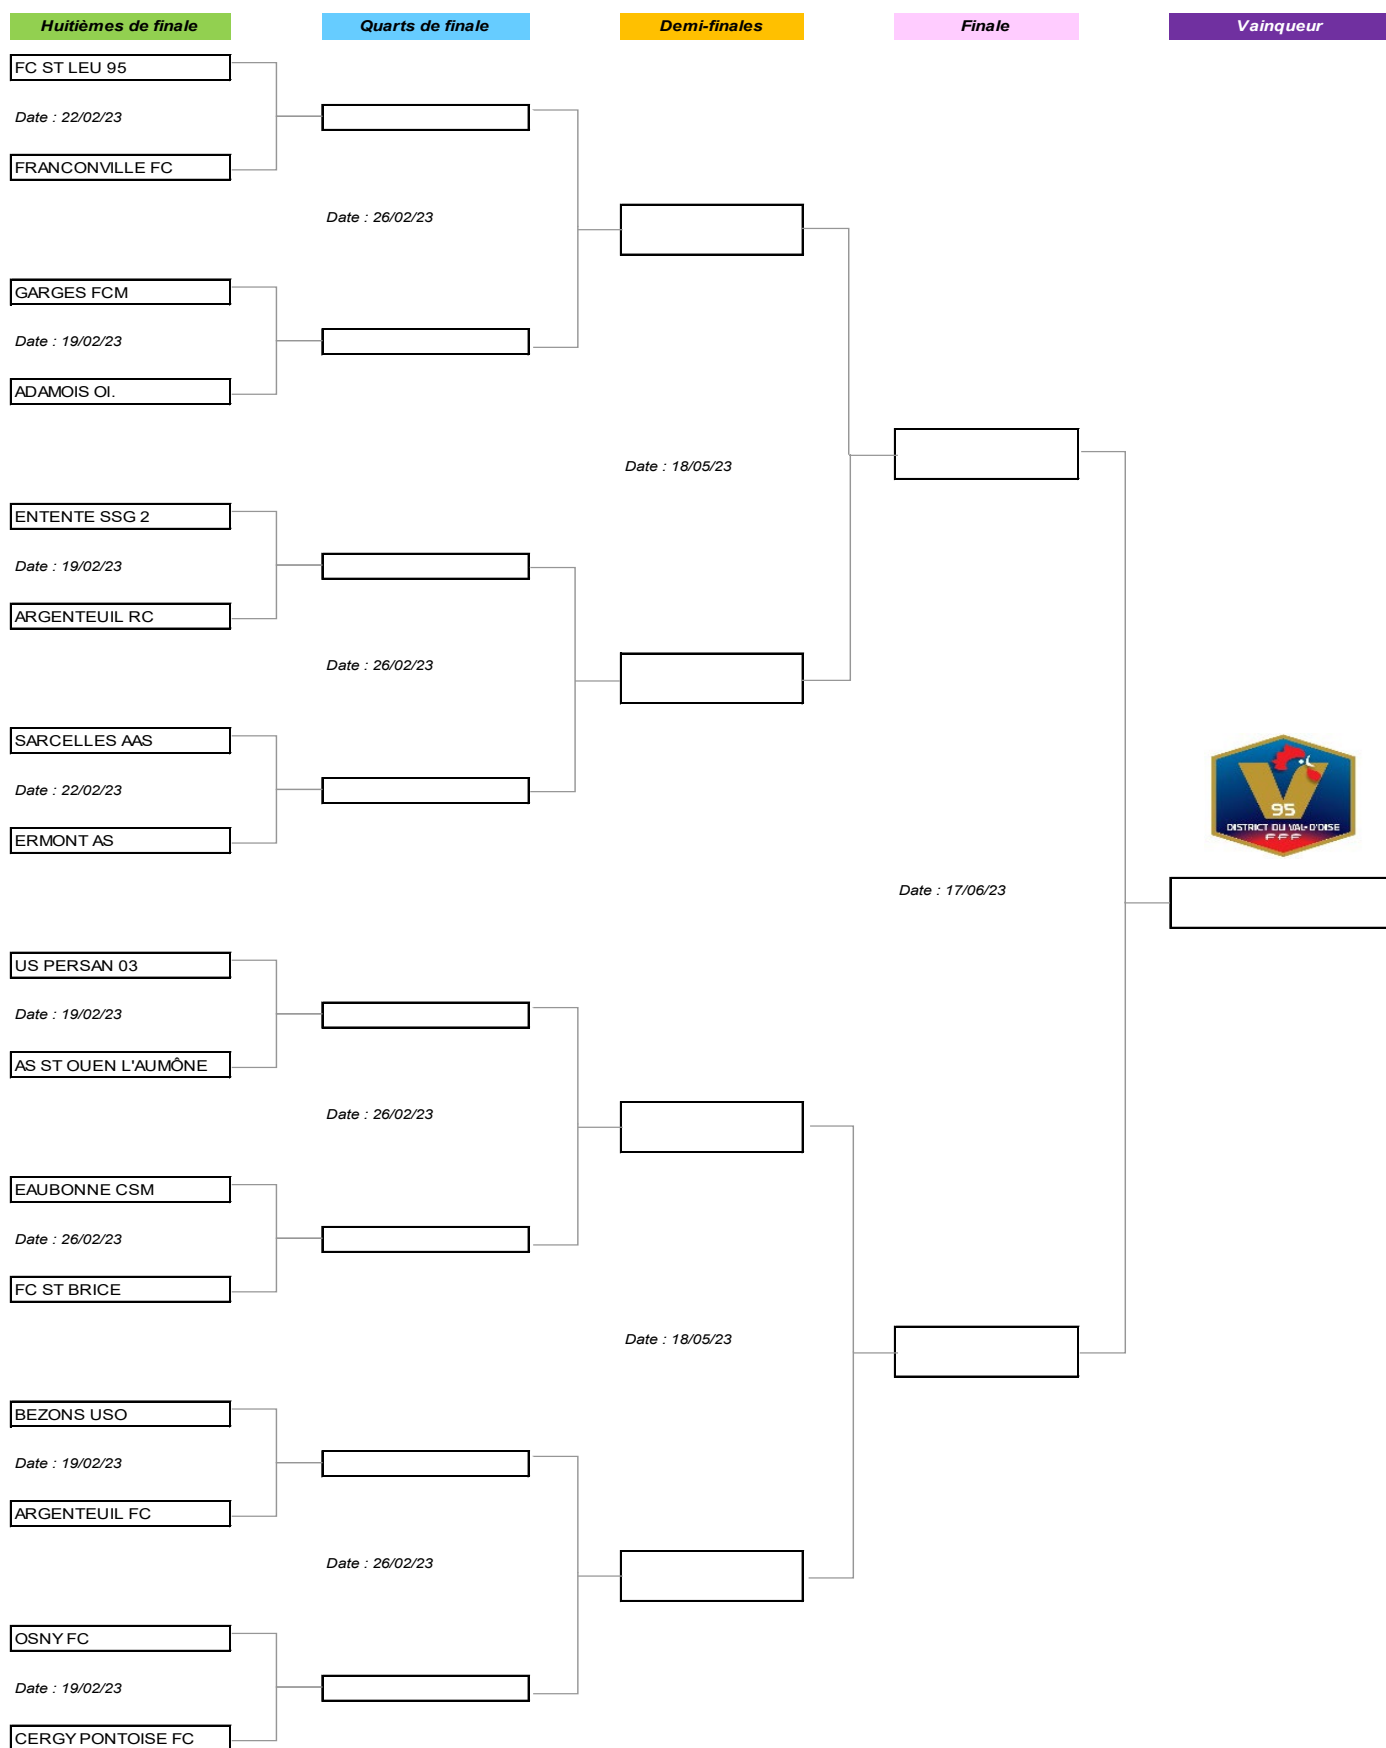 Huitièmes de finale
Quarts de finale
Demi-finales
Finale
Vainqueur
FC ST LEU 95
Date : 22/02/23
FRANCONVILLE FC
Date : 26/02/23
GARGES FCM
Date : 19/02/23
ADAMOIS OI.
Date : 18/05/23
ENTENTE SSG 2
Date : 19/02/23
ARGENTEUIL RC
Date : 26/02/23
SARCELLES AAS
Date : 22/02/23
ERMONT AS
95
DISTRICT DU VAL-D'OISE
FFF
Date : 17/06/23
US PERSAN 03
Date : 19/02/23
AS ST OUEN L'AUMÔNE
Date : 26/02/23
EAUBONNE CSM
Date : 26/02/23
FC ST BRICE
Date : 18/05/23
BEZONS USO
Date : 19/02/23
ARGENTEUIL FC
Date : 26/02/23
OSNY FC
Date : 19/02/23
CERGY PONTOISE FC